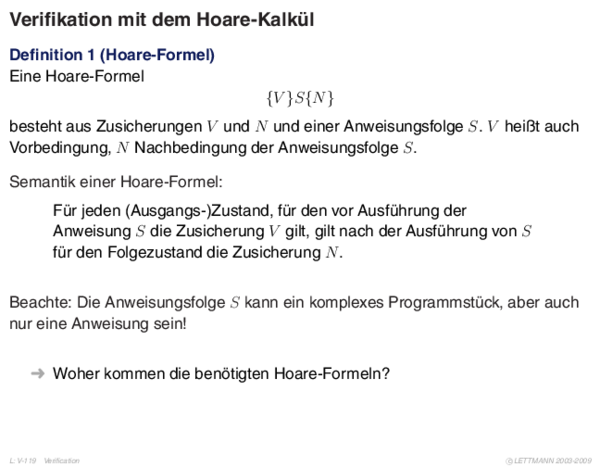 Verifikation mit dem Hoare-Kalkül
Definition 1 (Hoare-Formel)
Eine Hoare-Formel
{V}S{N}
besteht aus Zusicherungen V und N und einer Anweisungsfolge S. V heißt auch
Vorbedingung, N Nachbedingung der Anweisungsfolge S.
Semantik einer Hoare-Formel:
Für jeden (Ausgangs-)Zustand, für den vor Ausführung der
Anweisung S die Zusicherung V gilt, gilt nach der Ausführung von S
für den Folgezustand die Zusicherung N.
Beachte: Die Anweisungsfolge S kann ein komplexes Programmstück, aber auch
nur eine Anweisung sein!
➜ Woher kommen die benötigten Hoare-Formeln?
L: V-119 Verification ©LETTMANN 2003-2009